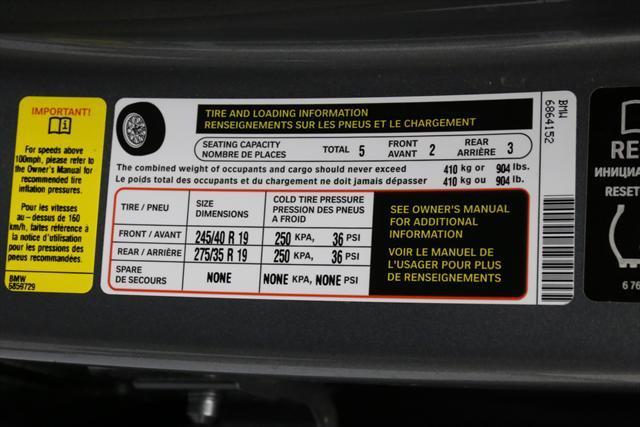 IMPORTANT!
For speeds above
100mph, please refer to
the Owner's Manual for
recommended tire
inflation pressures.
Pour les vitesses
au-dessus de 160
km/h, faites référence à
la notice d'utilisation
pour les pressions des
pneus recommandées.
BMW
6859729
TIRE AND LOADING INFORMATION
RENSEIGNEMENTS SUR LES PNEUS ET LE CHARGEMENT
SEATING CAPACITY
NOMBRE DE PLACES
TOTAL 5
FRONT
AVANT 2
REAR
ARRIÈRE 3
The combined weight of occupants and cargo should never exceed 410 kg or 904 lbs.
Le poids total des occupants et du chargement ne doit jamais dépasser 410 kg ou 904 lb.
TIRE / PNEU
SIZE
DIMENSIONS
COLD TIRE PRESSURE
PRESSION DES PNEUS
A FROID
FRONT / AVANT 245/40 R 19 250 KPA, 36 PSI
REAR / ARRIÈRE 275/35 R 19 250 KPA, 36 PSI
SPARE
DE SECOURS
NONE NONE KPA, NONE PSI
SEE OWNER'S MANUAL
FOR ADDITIONAL
INFORMATION
VOIR LE MANUEL DE
L'USAGER POUR PLUS
DE RENSEIGNEMENTS
BMW
6864152
RE
ИНИЦИА
RESET
6 76